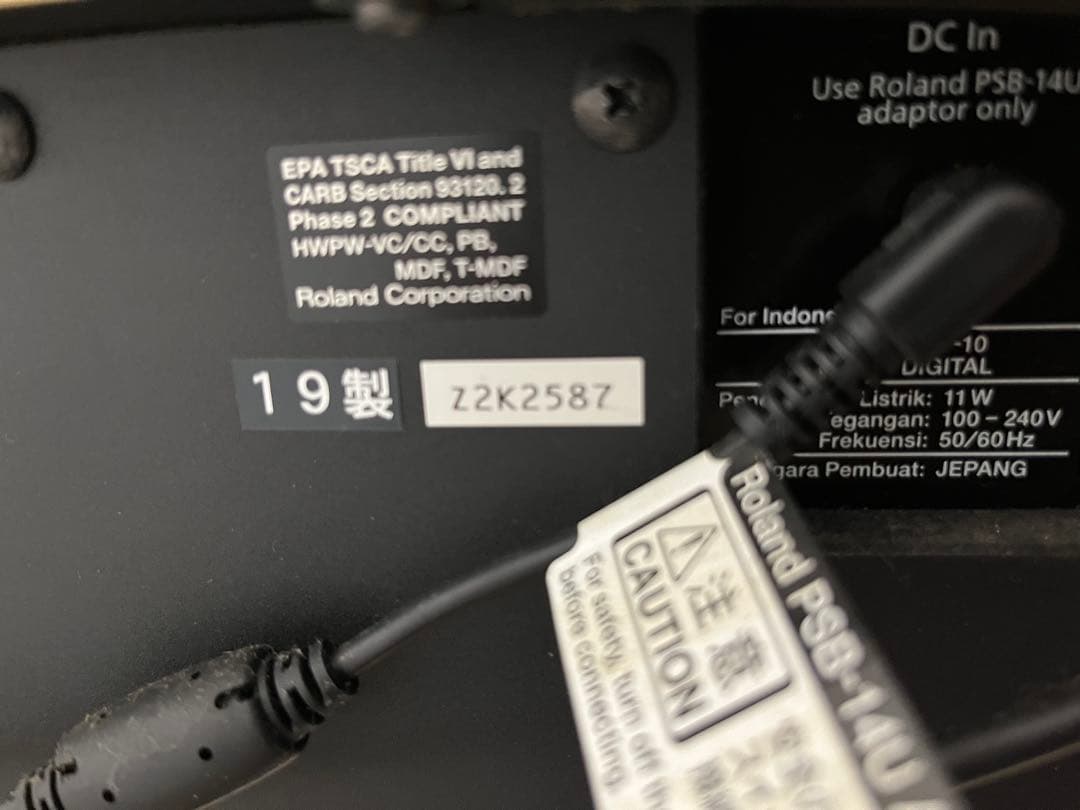 DC In
Use Roland PSB-14U
adaptor only
EPA TSCA Title VI and
CARB Section 93120.2
Phase 2 COMPLIANT
HWPW-VC/CC, PB,
MDF, T-MDF
Roland Corporation
19製
Z2K2587
For Indone
-10
DIGITAL
Listrik: 11 W
egangan: 100 – 240V
Frekuensi: 50/60Hz
gara Pembuat: JEPANG
Roland PSB-14U
注意
CAUTION
For safety, turn off th
before connecting.